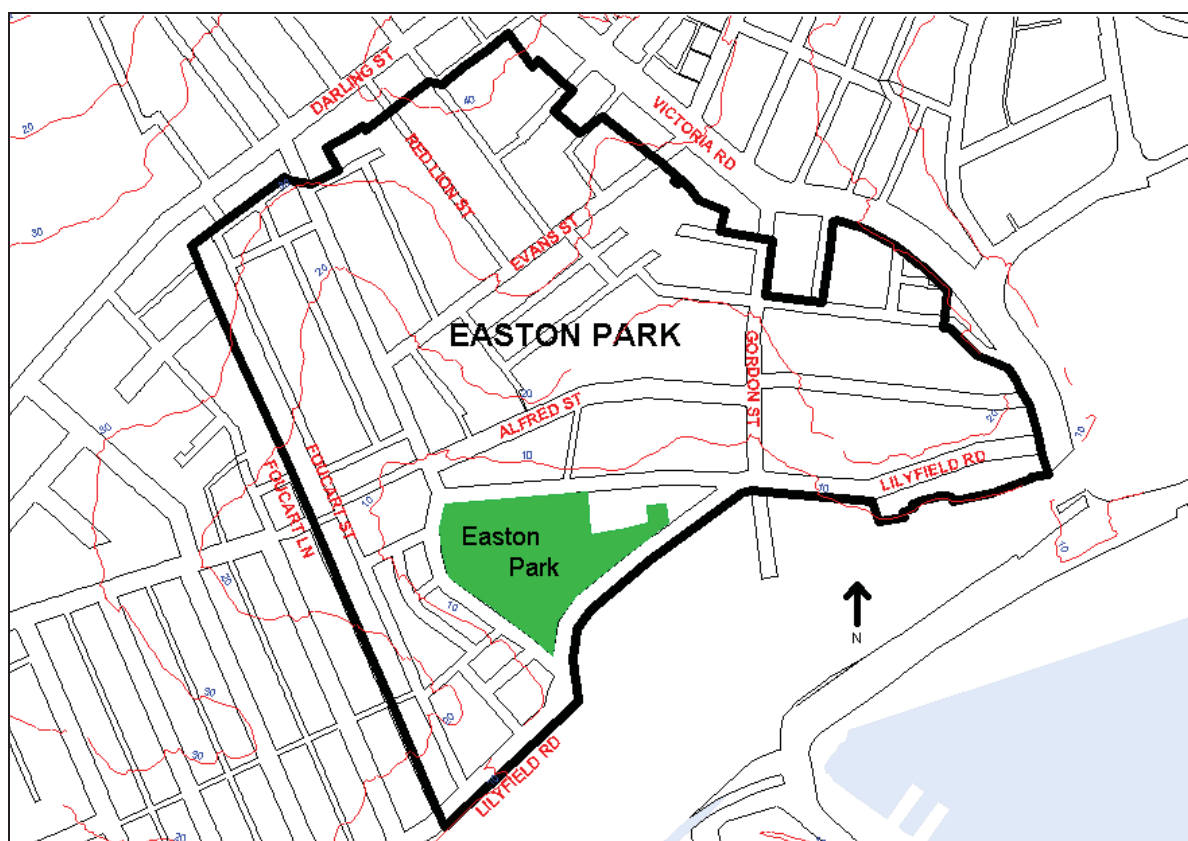 DARLING ST
20
40
VICTORIA RD
RED LION ST
30
EVANS ST
20
EASTON PARK
GORDON ST
20
ALFRED ST
20
10
FOUCART ST
FOUCART LN
10
LILYFIELD RD
10
10
Easton
Park
20
10
10
N
30
30
LILYFIELD RD
20